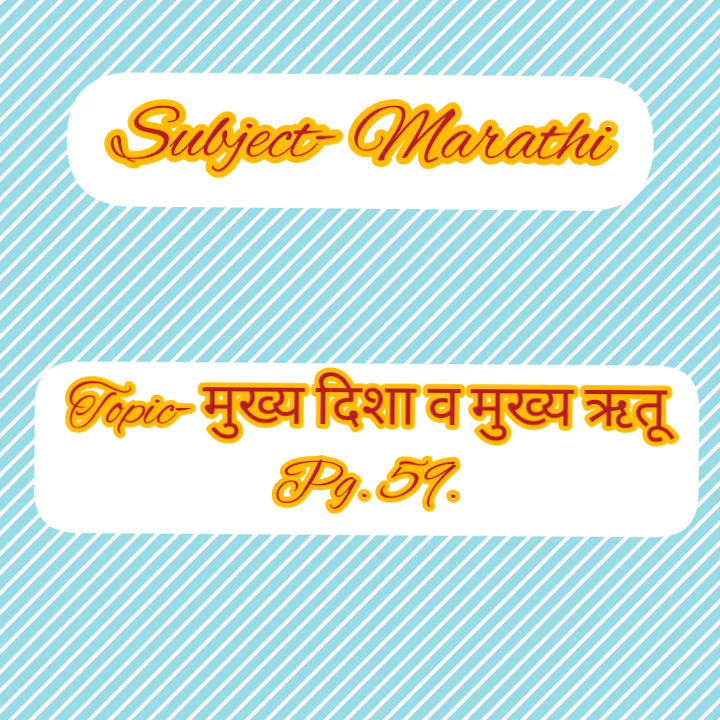 Subject- Marathi
Topic- मुख्य दिशा व मुख्य ऋतू
Pg. 59.